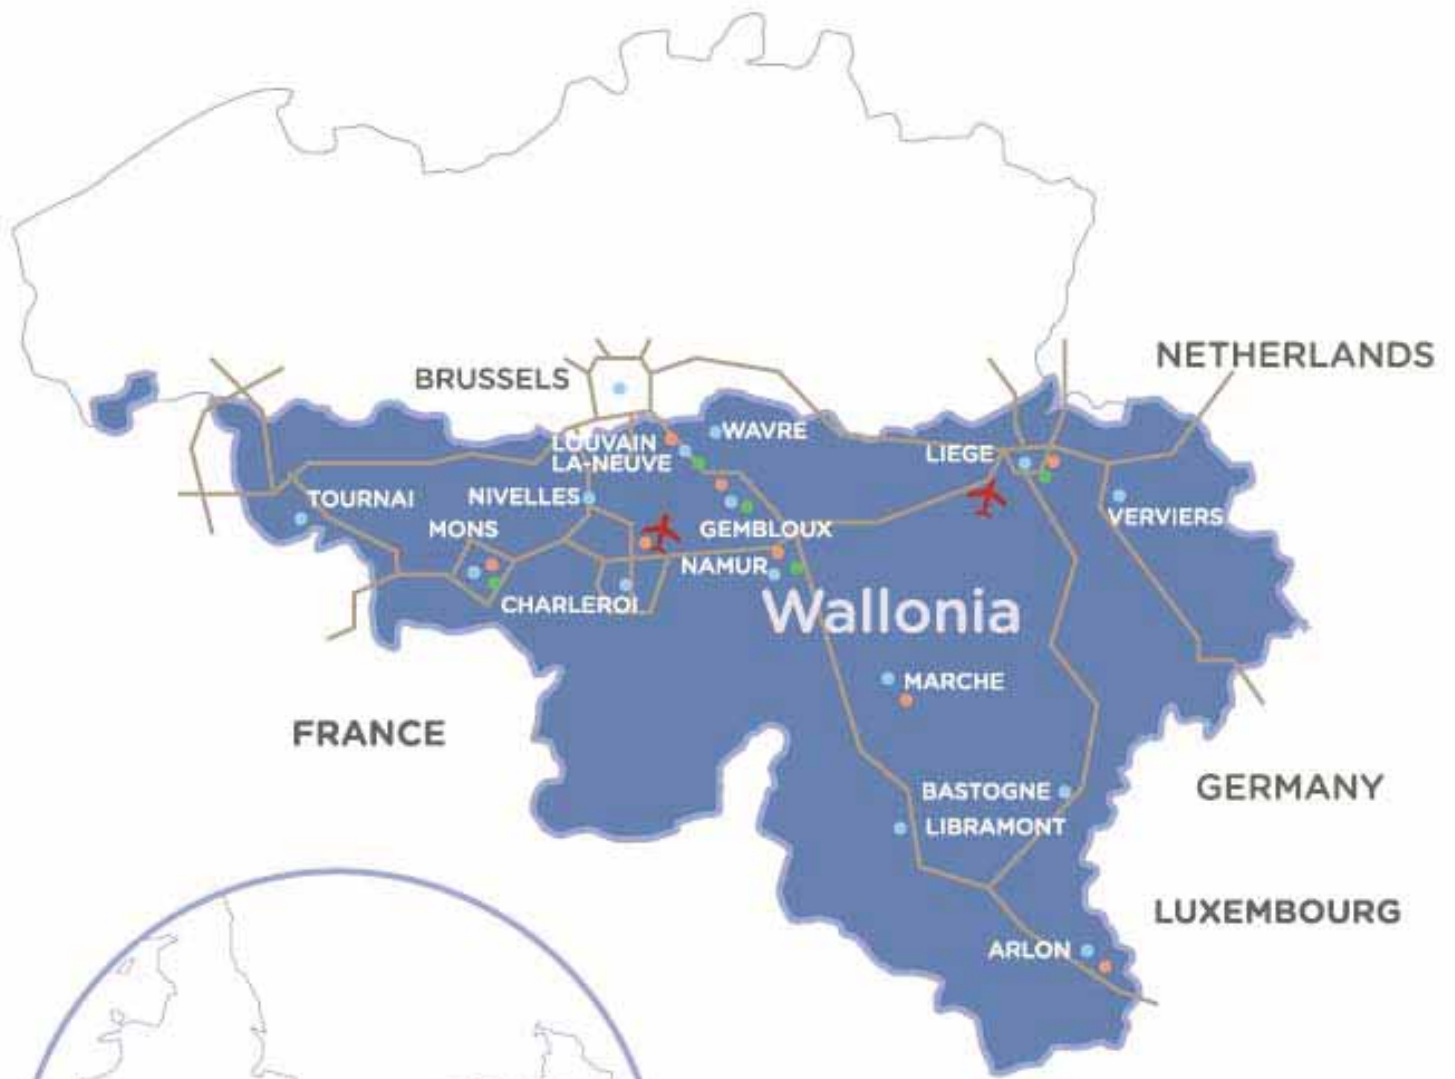 NETHERLANDS
BRUSSELS
WAVRE
LOUVAIN
LA-NEUVE
LIEGE
TOURNAI
NIVELLES
VERVIERS
MONS
GEMBLOUX
NAMUR
CHARLEROI
Wallonia
MARCHE
FRANCE
GERMANY
BASTOGNE
LIBRAMONT
LUXEMBOURG
ARLON